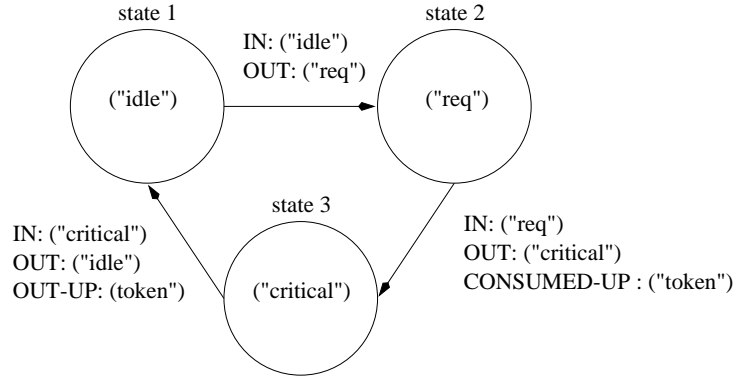 state 1
state 2
IN: ("idle")
OUT: ("req")
("idle")
("req")
state 3
IN: ("critical")
OUT: ("idle")
OUT-UP: (token")
IN: ("req")
OUT: ("critical")
CONSUMED-UP : ("token")
("critical")